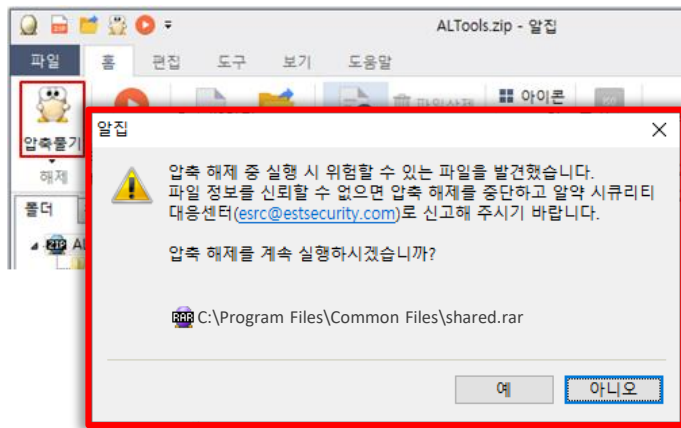 ALTools.zip - 알집
파일 홈 편집 도구 보기 도움말
아이콘
압축풀기
해제
폴더
ZIP AL
알집
압축 해제 중 실행 시 위험할 수 있는 파일을 발견했습니다.
파일 정보를 신뢰할 수 없으면 압축 해제를 중단하고 알약 시큐리티
대응센터(esrc@estsecurity.com)로 신고해 주시기 바랍니다.
압축 해제를 계속 실행하시겠습니까?
RAR C:\Program Files\Common Files\shared.rar
예 아니오